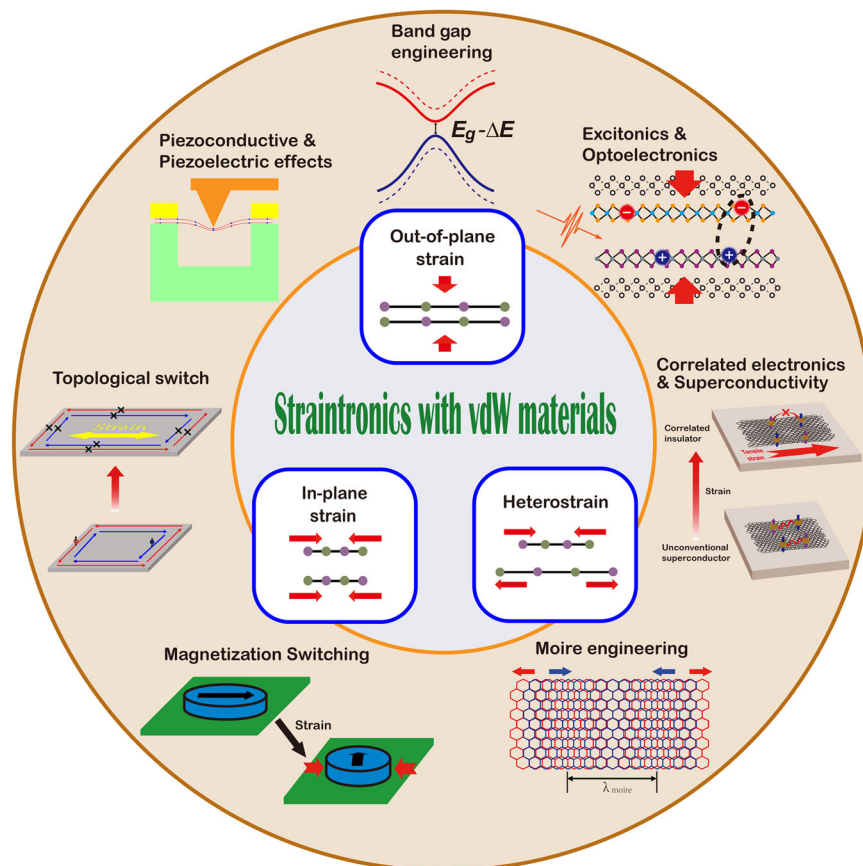 Band gap
engineering
E_g-ΔE
Piezoconductive &
Piezoelectric effects
Excitonics &
Optoelectronics
−
−
+
+
Out-of-plane
strain
Topological switch
Strain
Correlated electronics
& Superconductivity
Correlated
insulator
Tensile
strain
Strain
Unconventional
superconductor
Straintronics with vdW materials
In-plane
strain
Heterostrain
Magnetization Switching
Strain
Moire engineering
λ moire